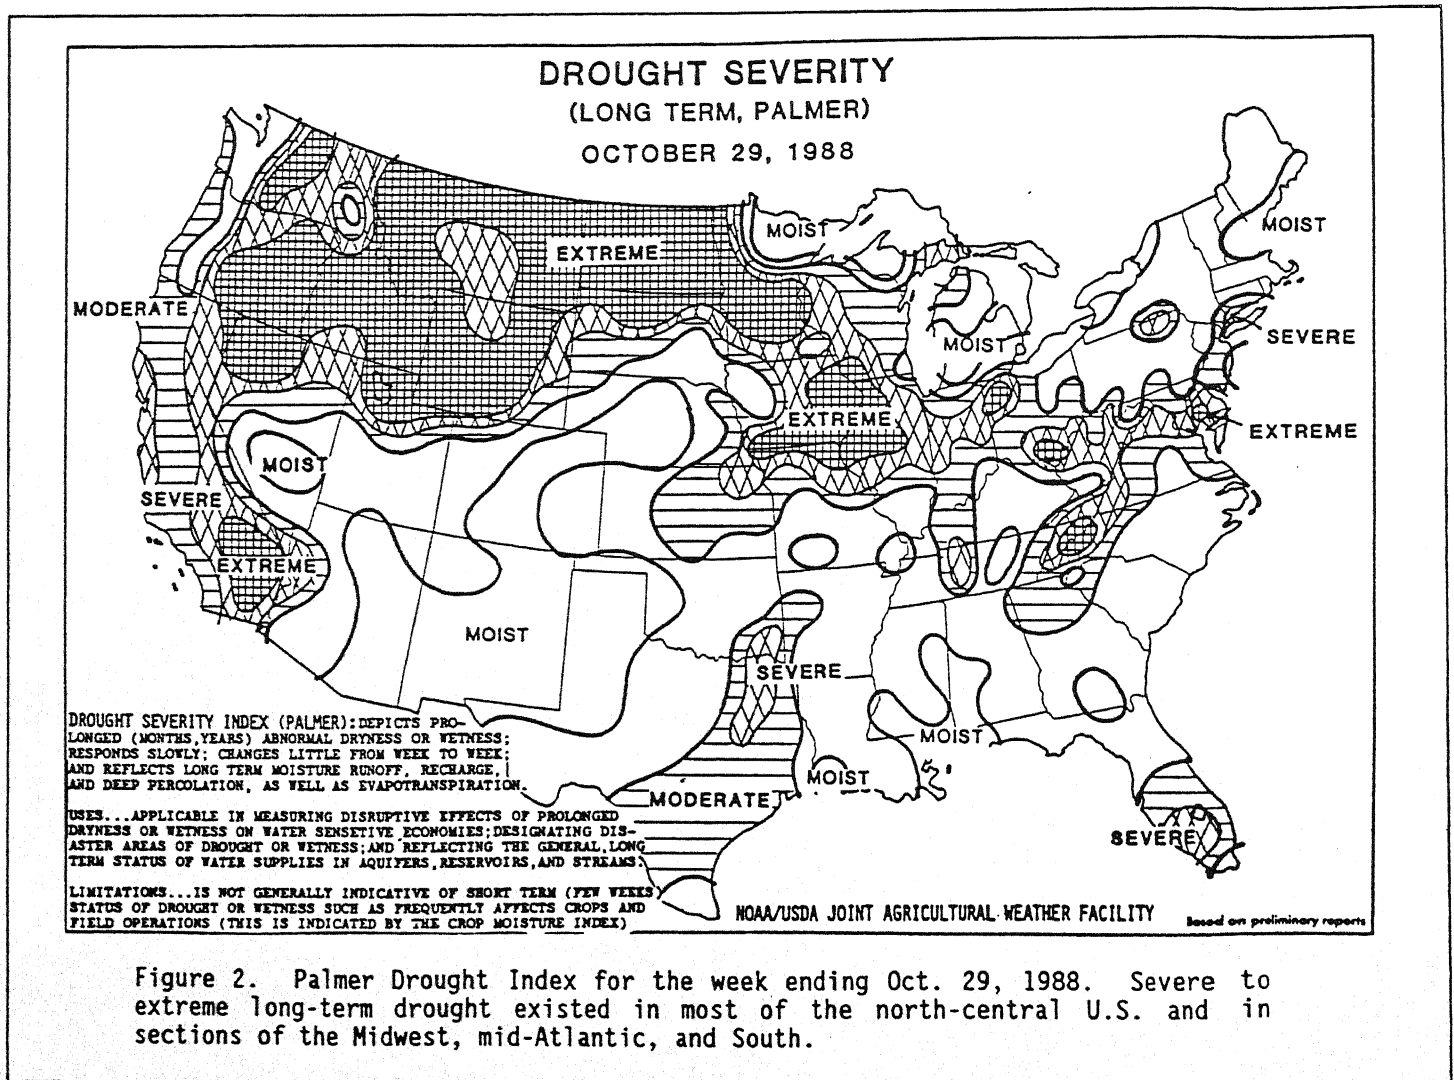 DROUGHT SEVERITY
(LONG TERM, PALMER)
OCTOBER 29, 1988
MOIST
MOIST
EXTREME
MODERATE
SEVERE
MOIST
EXTREME
EXTREME
MOIST
SEVERE
EXTREME
MOIST
SEVERE
MOIST
MOIST
MODERATE
SEVERE
DROUGHT SEVERITY INDEX (PALMER): DEPICTS PRO-
LONGED (MONTHS, YEARS) ABNORMAL DRYNESS OR WETNESS;
RESPONDS SLOWLY; CHANGES LITTLE FROM WEEK TO WEEK;
AND REFLECTS LONG TERM MOISTURE RUNOFF, RECHARGE,
AND DEEP PERCOLATION, AS WELL AS EVAPOTRANSPIRATION.
USES...APPLICABLE IN MEASURING DISRUPTIVE EFFECTS OF PROLONGED
DRYNESS OR WETNESS ON WATER SENSETIVE ECONOMIES; DESIGNATING DIS-
ASTER AREAS OF DROUGHT OR WETNESS; AND REFLECTING THE GENERAL, LONG
TERM STATUS OF WATER SUPPLIES IN AQUIFERS, RESERVOIRS, AND STREAMS.
LIMITATIONS...IS NOT GENERALLY INDICATIVE OF SHORT TERM (FEW WEEKS)
STATUS OF DROUGHT OR WETNESS SUCH AS FREQUENTLY AFFECTS CROPS AND
FIELD OPERATIONS (THIS IS INDICATED BY THE CROP MOISTURE INDEX)
NOAA/USDA JOINT AGRICULTURAL WEATHER FACILITY
Based on preliminary reports
Figure 2. Palmer Drought Index for the week ending Oct. 29, 1988. Severe to
extreme long-term drought existed in most of the north-central U.S. and in
sections of the Midwest, mid-Atlantic, and South.